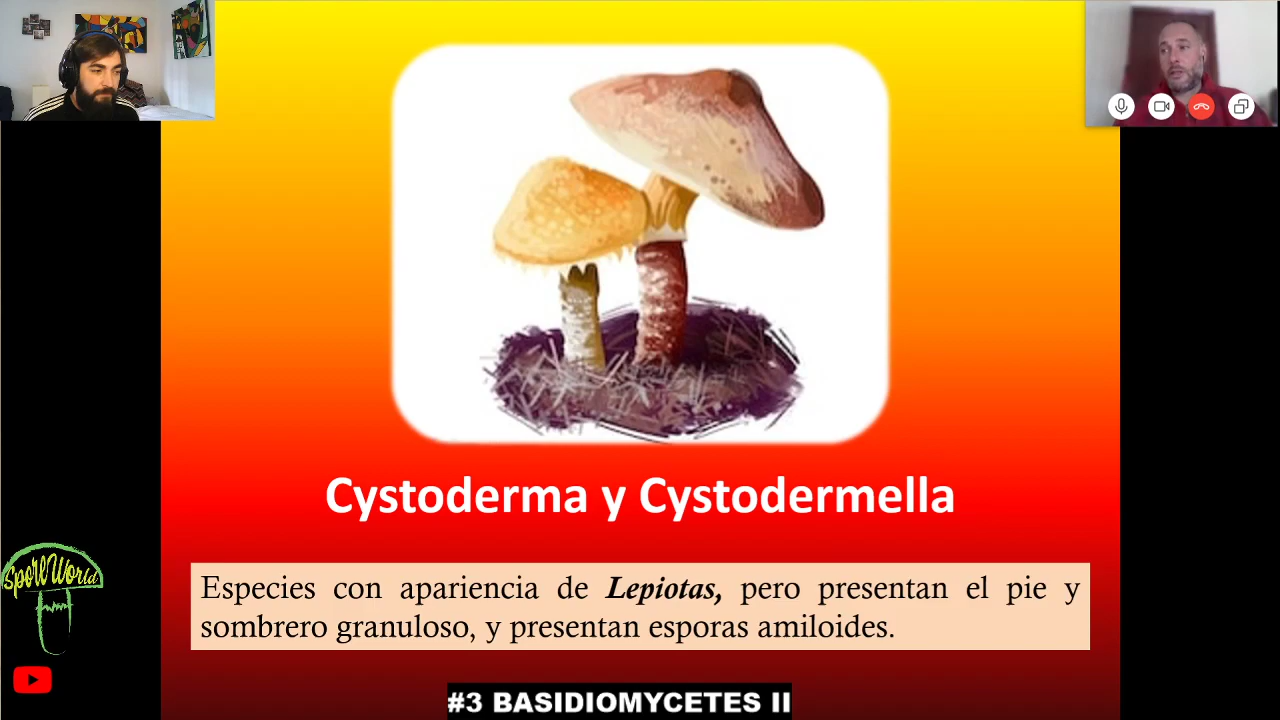 Cystoderma y Cystodermella
Especies con apariencia de Lepiotas, pero presentan el pie y
sombrero granuloso, y presentan esporas amiloides.
SporeWorld
#3 BASIDIOMYCETES II